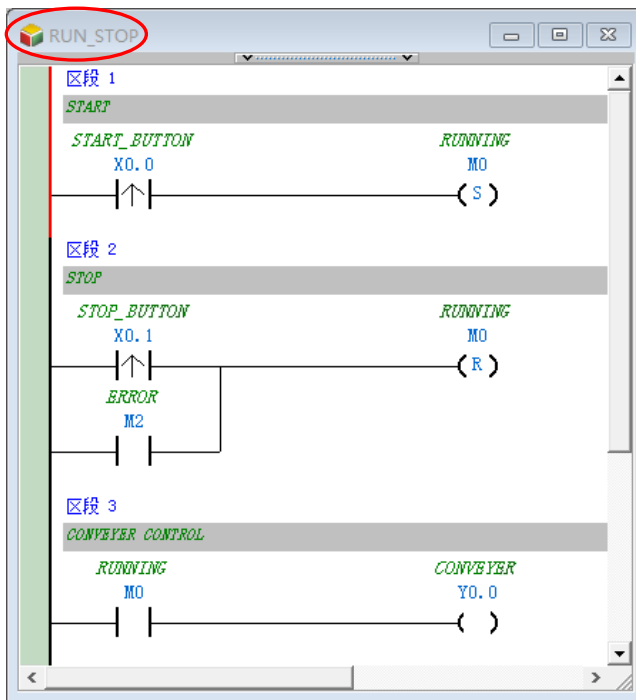 RUN_STOP
区段 1
START
START_BUTTON RUNNING
X0.0 M0
S
区段 2
STOP
STOP_BUTTON RUNNING
X0.1 M0
R
ERROR
M2
区段 3
CONVEYER CONTROL
RUNNING CONVEYER
M0 Y0.0